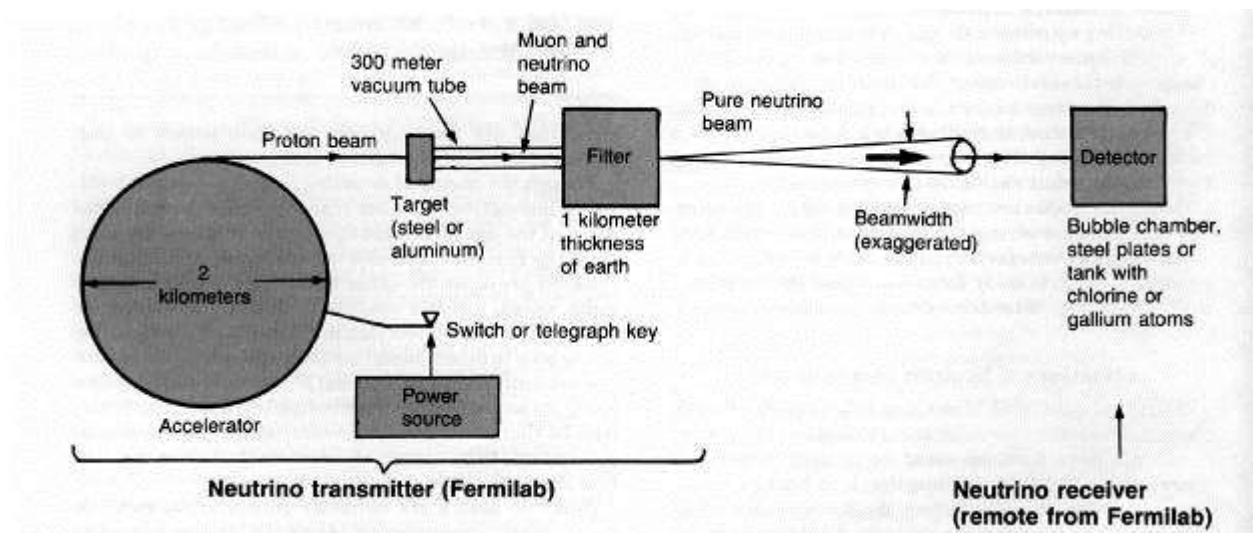 Muon and
neutrino
beam
300 meter
vacuum tube
Pure neutrino
beam
Proton beam
Filter
Detector
Target
(steel or
aluminum)
1 kilometer
thickness
of earth
Beamwidth
(exaggerated)
Bubble chamber,
steel plates or
tank with
chlorine or
gallium atoms
2
kilometers
Switch or telegraph key
Power
source
Accelerator
Neutrino transmitter (Fermilab)
Neutrino receiver
(remote from Fermilab)